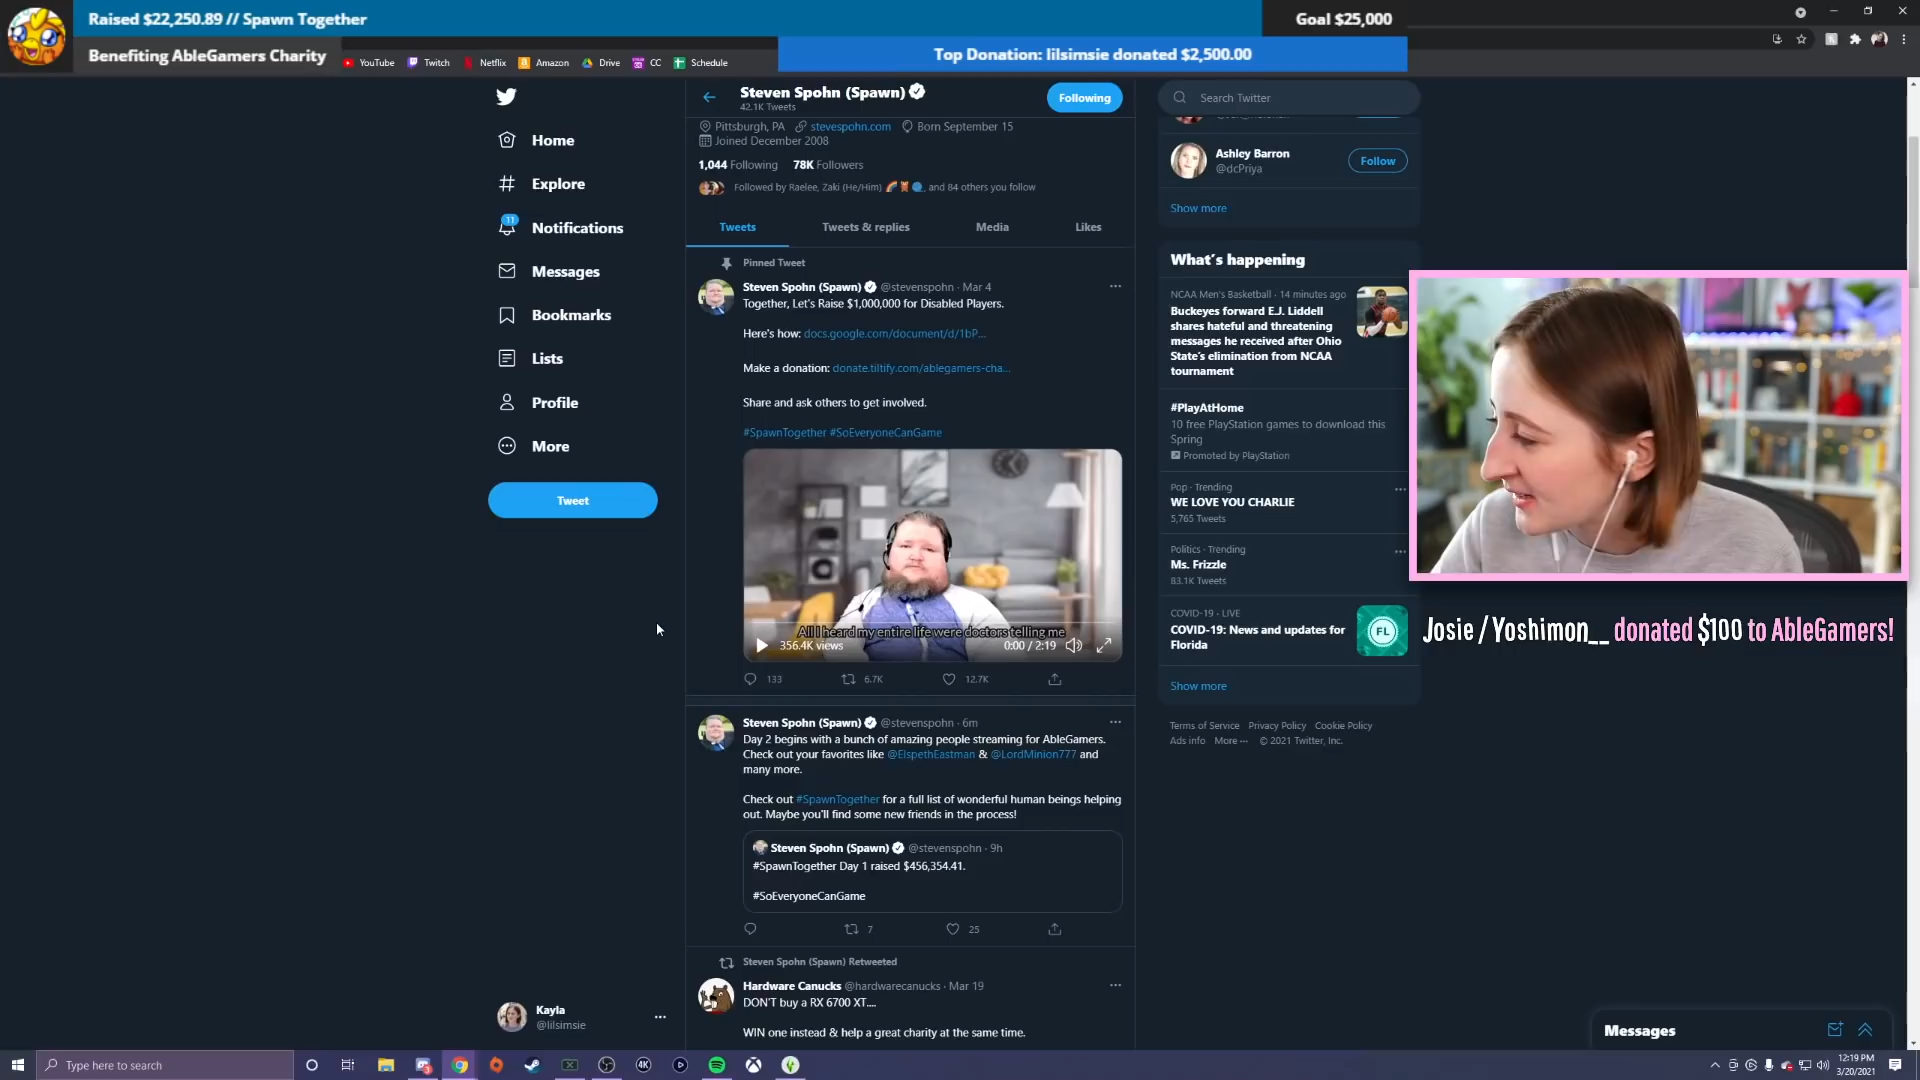 Raised $22,250.89 // Spawn Together
Goal $25,000
Benefiting AbleGamers Charity
YouTube
Twitch
Netflix
Amazon
Drive
CC
Schedule
Top Donation: lilsimsie donated $2,500.00
Home
Explore
11
Notifications
Messages
Bookmarks
Lists
Profile
More
Tweet
Kayla
@lilsimsie
Steven Spohn (Spawn)
42.1K Tweets
Following
Pittsburgh, PA stevespohn.com Born September 15
Joined December 2008
1,044 Following 78K Followers
Followed by Raelee, Zaki (He/Him) , and 84 others you follow
Tweets Tweets & replies Media Likes
Pinned Tweet
Steven Spohn (Spawn) @stevenspohn · Mar 4
Together, Let's Raise $1,000,000 for Disabled Players.
Here's how: docs.google.com/document/d/1bP...
Make a donation: donate.tiltify.com/ablegamers-cha...
Share and ask others to get involved.
#SpawnTogether #SoEveryoneCanGame
All I heard my entire life were doctors telling me
356.4K views
0:00 / 2:19
133 6.7K 12.7K
Steven Spohn (Spawn) @stevenspohn · 6m
Day 2 begins with a bunch of amazing people streaming for AbleGamers.
Check out your favorites like @ElspethEastman & @LordMinion777 and
many more.
Check out #SpawnTogether for a full list of wonderful human beings helping
out. Maybe you'll find some new friends in the process!
Steven Spohn (Spawn) @stevenspohn · 9h
#SpawnTogether Day 1 raised $456,354.41.
#SoEveryoneCanGame
7 25
Steven Spohn (Spawn) Retweeted
Hardware Canucks @hardwarecanucks · Mar 19
DON'T buy a RX 6700 XT....
WIN one instead & help a great charity at the same time.
Search Twitter
Ashley Barron
@dcPriya
Follow
Show more
What's happening
NCAA Men's Basketball · 14 minutes ago
Buckeyes forward E.J. Liddell
shares hateful and threatening
messages he received after Ohio
State's elimination from NCAA
tournament
#PlayAtHome
10 free PlayStation games to download this
Spring
Promoted by PlayStation
Pop · Trending
WE LOVE YOU CHARLIE
5,765 Tweets
Politics · Trending
Ms. Frizzle
83.1K Tweets
COVID-19 · LIVE
COVID-19: News and updates for
Florida
FL
Show more
Terms of Service Privacy Policy Cookie Policy
Ads info More ··· © 2021 Twitter, Inc.
Josie / Yoshimon__ donated $100 to AbleGamers!
Messages
Type here to search
4K
12:19 PM
3/20/2021